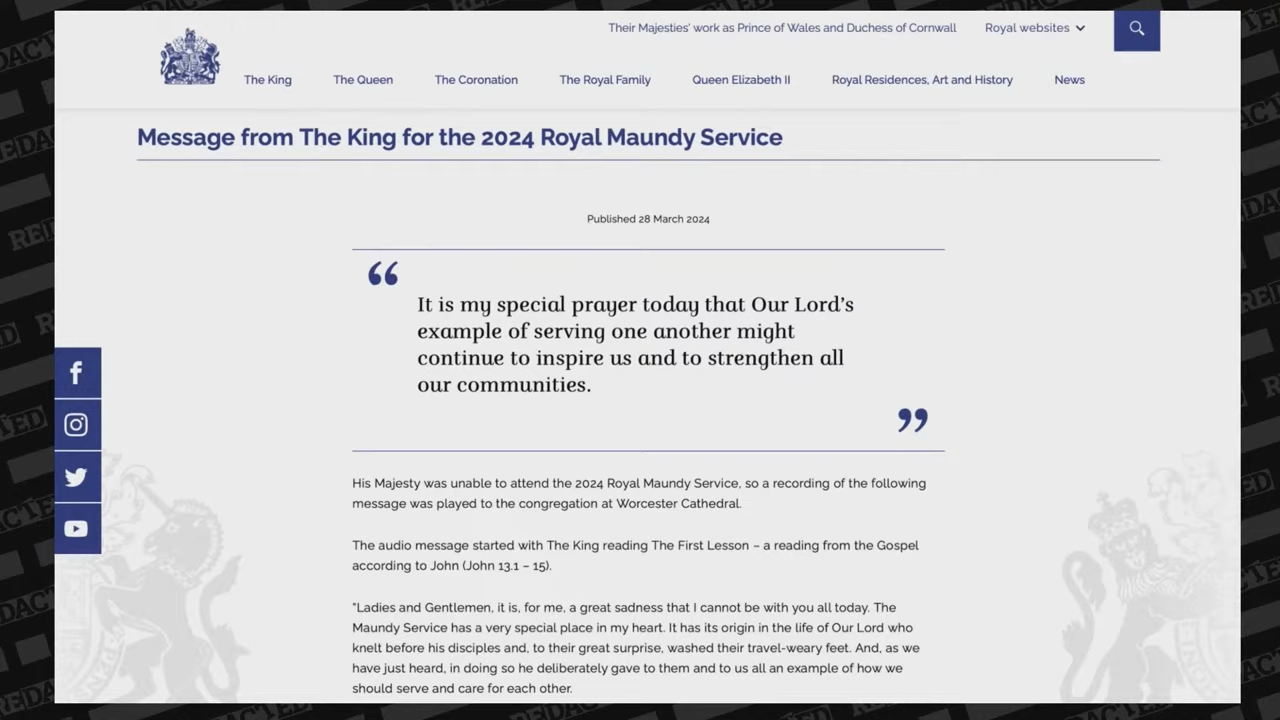 Their Majesties' work as Prince of Wales and Duchess of Cornwall
Royal websites
The King
The Queen
The Coronation
The Royal Family
Queen Elizabeth II
Royal Residences, Art and History
News
Message from The King for the 2024 Royal Maundy Service
Published 28 March 2024
“
It is my special prayer today that Our Lord’s
example of serving one another might
continue to inspire us and to strengthen all
our communities.
”
His Majesty was unable to attend the 2024 Royal Maundy Service, so a recording of the following
message was played to the congregation at Worcester Cathedral.
The audio message started with The King reading The First Lesson – a reading from the Gospel
according to John (John 13.1 – 15).
“Ladies and Gentlemen, it is, for me, a great sadness that I cannot be with you all today. The
Maundy Service has a very special place in my heart. It has its origin in the life of Our Lord who
knelt before his disciples and, to their great surprise, washed their travel-weary feet. And, as we
have just heard, in doing so he deliberately gave to them and to us all an example of how we
should serve and care for each other.
REDACTED